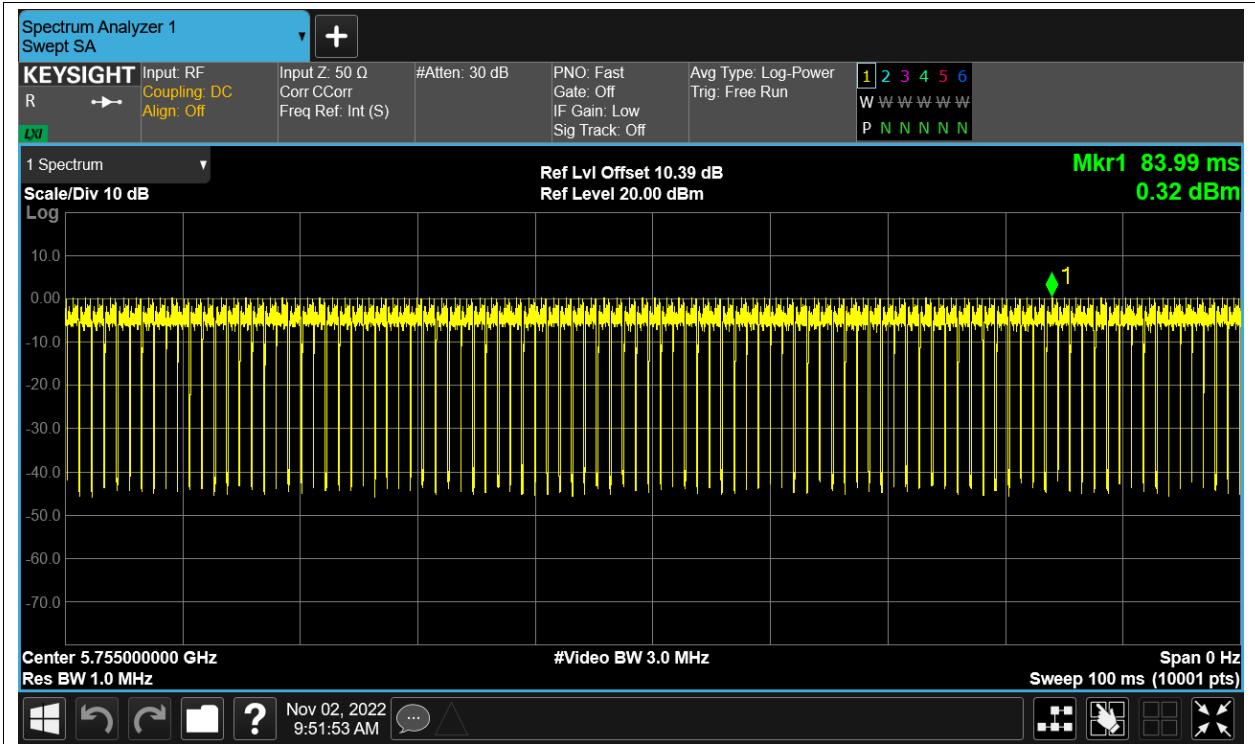 Spectrum Analyzer 1
Swept SA
KEYSIGHT
R
LXI
Input: RF
Coupling: DC
Align: Off
Input Z: 50 Ω
Corr CCorr
Freq Ref: Int (S)
#Atten: 30 dB
PNO: Fast
Gate: Off
IF Gain: Low
Sig Track: Off
Avg Type: Log-Power
Trig: Free Run
1 2 3 4 5 6
W W W W W W
P N N N N N
1 Spectrum
Scale/Div 10 dB
Log
Ref Lvl Offset 10.39 dB
Ref Level 20.00 dBm
Mkr1 83.99 ms
0.32 dBm
10.0
1
0.00
-10.0
-20.0
-30.0
-40.0
-50.0
-60.0
-70.0
Center 5.755000000 GHz
#Video BW 3.0 MHz
Span 0 Hz
Res BW 1.0 MHz
Sweep 100 ms (10001 pts)
?
Nov 02, 2022
9:51:53 AM